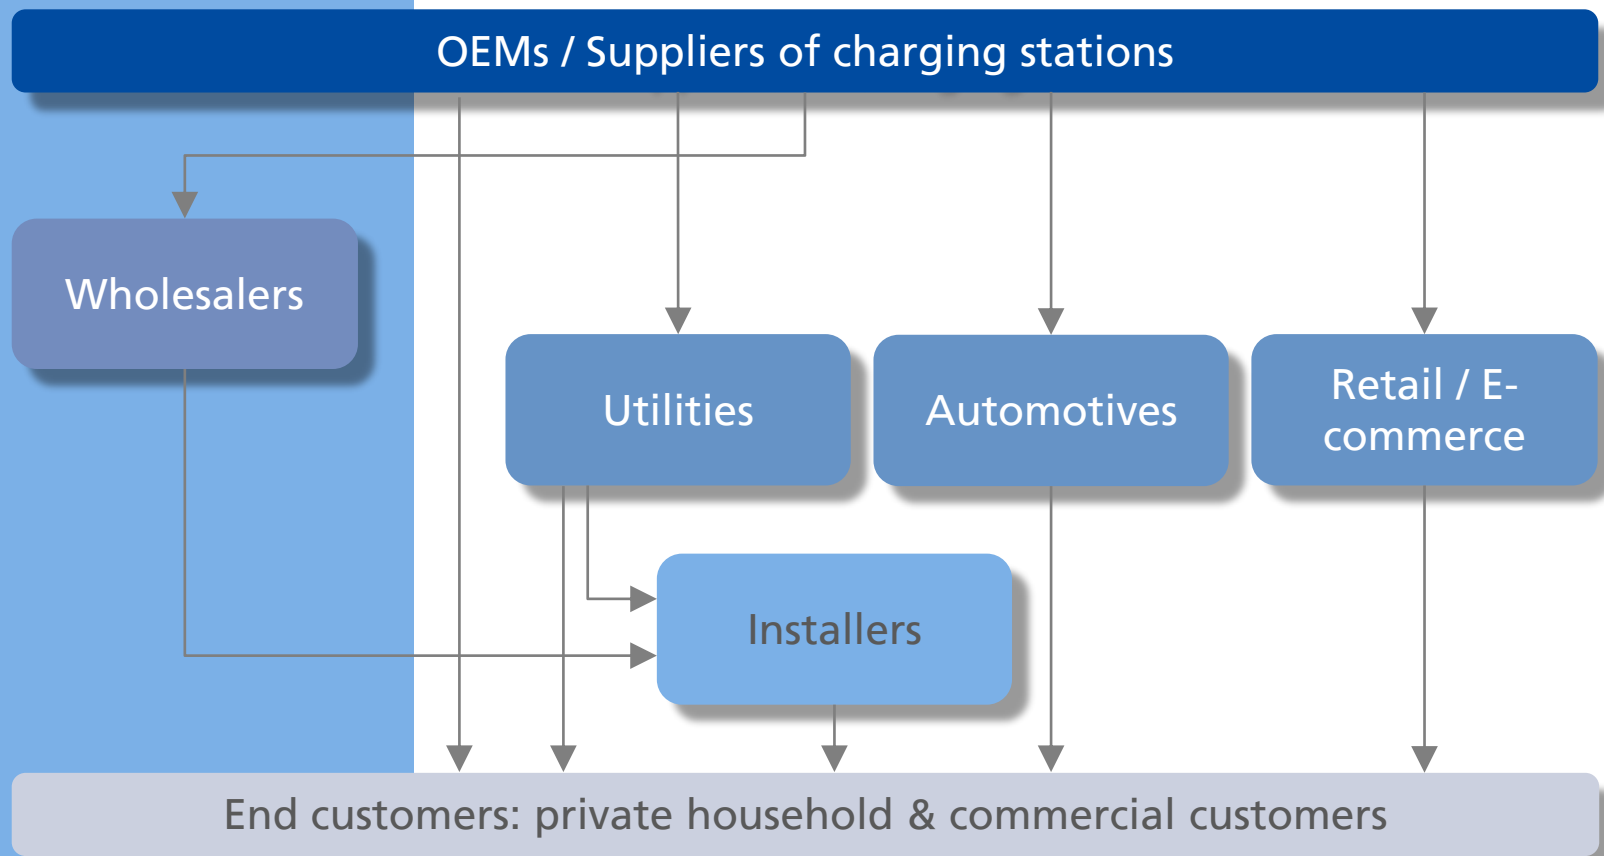 OEMs / Suppliers of charging stations
Wholesalers
Utilities
Automotives
Retail / E-
commerce
Installers
End customers: private household & commercial customers